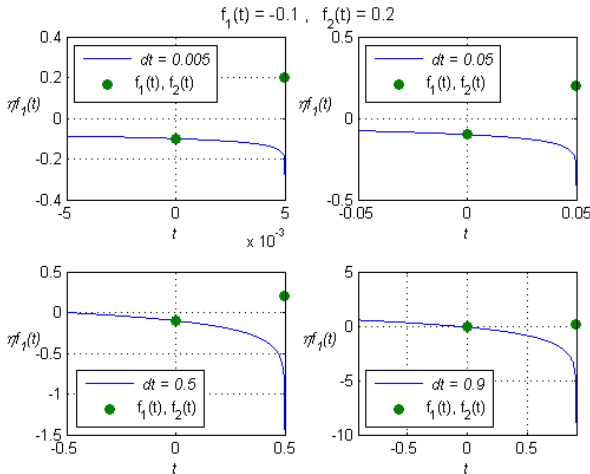 f₁(t) = -0.1 , f₂(t) = 0.2
0.4
0.2
0
-0.2
-0.4
ηf₁(t)
dt = 0.005
f₁(t), f₂(t)
-5
0
5
t
x 10⁻³
0.5
0
-0.5
ηf₁(t)
dt = 0.05
f₁(t), f₂(t)
-0.05
0
0.05
t
0.5
0
-0.5
-1
-1.5
ηf₁(t)
dt = 0.5
f₁(t), f₂(t)
-0.5
0
0.5
t
5
0
-5
-10
ηf₁(t)
dt = 0.9
f₁(t), f₂(t)
-0.5
0
0.5
t